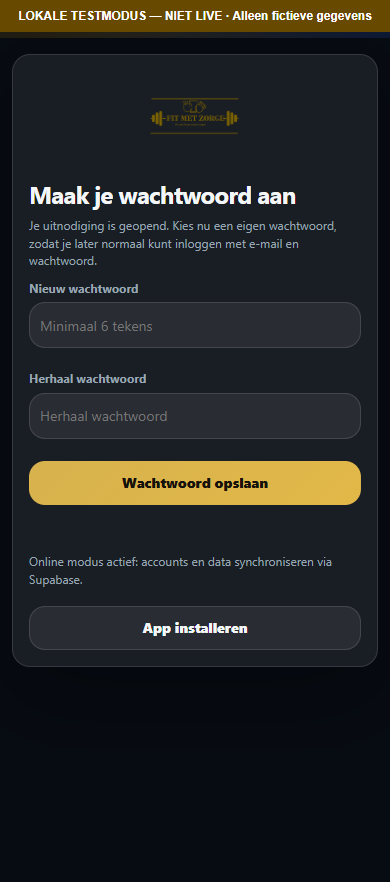 LOKALE TESTMODUS — NIET LIVE · Alleen fictieve gegevens
FIT MET ZORGE
Maak je wachtwoord aan
Je uitnodiging is geopend. Kies nu een eigen wachtwoord,
zodat je later normaal kunt inloggen met e-mail en
wachtwoord.
Nieuw wachtwoord
Minimaal 6 tekens
Herhaal wachtwoord
Herhaal wachtwoord
Wachtwoord opslaan
Online modus actief: accounts en data synchroniseren via
Supabase.
App installeren